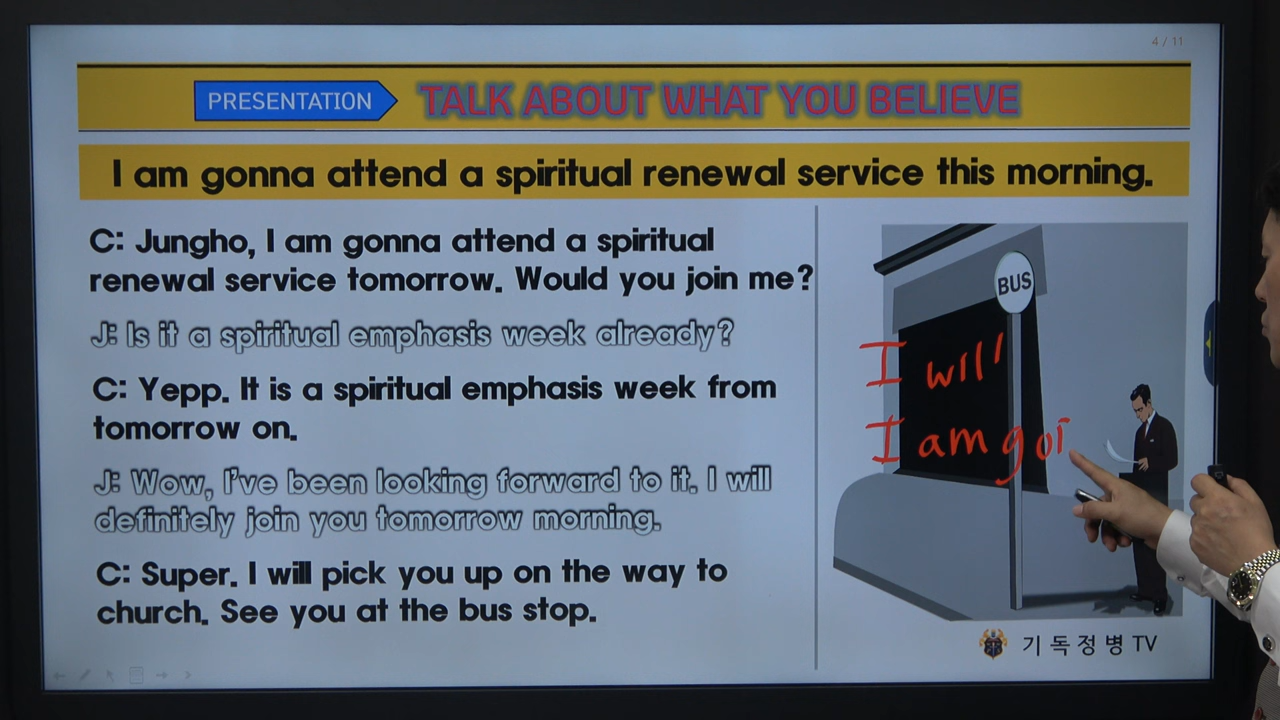 4 / 11
PRESENTATION
TALK ABOUT WHAT YOU BELIEVE
I am gonna attend a spiritual renewal service this morning.
C: Jungho, I am gonna attend a spiritual
renewal service tomorrow. Would you join me?
J: Is it a spiritual emphasis week already?
C: Yepp. It is a spiritual emphasis week from
tomorrow on.
J: Wow, I've been looking forward to it. I will
definitely join you tomorrow morning.
C: Super. I will pick you up on the way to
church. See you at the bus stop.
BUS
I will
I am goi
기독정병 TV